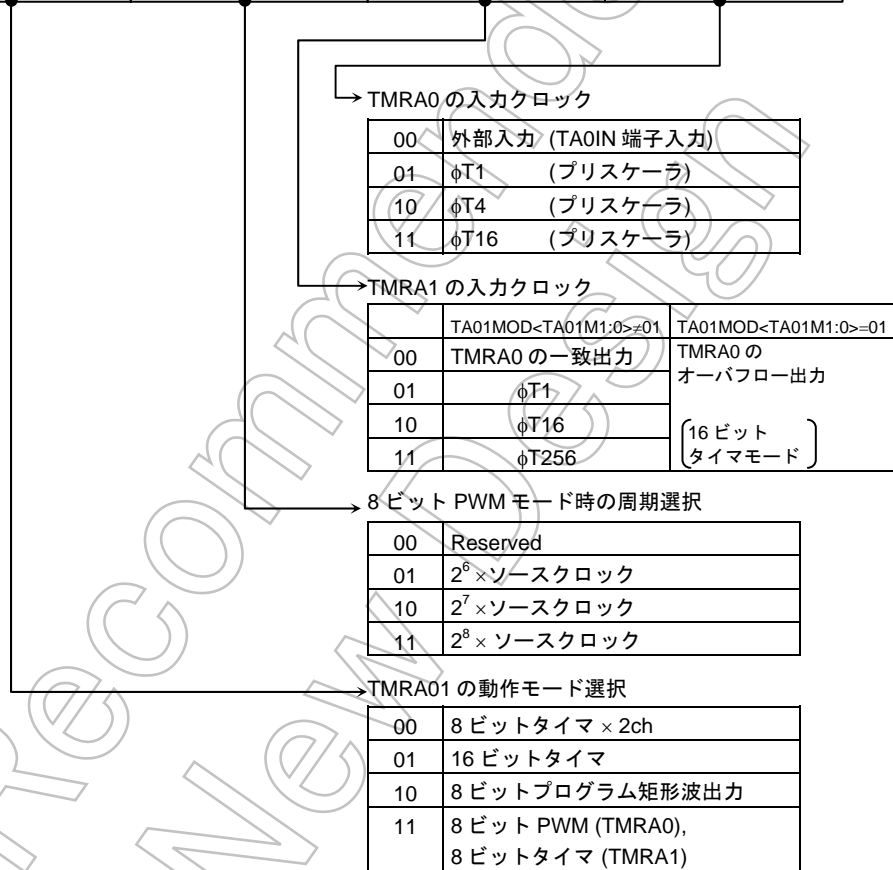 TMRA0 の入力クロック
00 外部入力 (TA0IN 端子入力)
01 φT1 (プリスケーラ)
10 φT4 (プリスケーラ)
11 φT16 (プリスケーラ)
TMRA1 の入力クロック
TA01MOD<TA01M1:0>≠01 TA01MOD<TA01M1:0>=01
00 TMRA0 の一致出力 TMRA0 の
オーバフロー出力
01 φT1
10 φT16 16 ビット
11 φT256 タイマモード
8 ビット PWM モード時の周期選択
00 Reserved
01 2⁶ ×ソースクロック
10 2⁷ ×ソースクロック
11 2⁸ × ソースクロック
TMRA01 の動作モード選択
00 8 ビットタイマ × 2ch
01 16 ビットタイマ
10 8 ビットプログラム矩形波出力
11 8 ビット PWM (TMRA0),
8 ビットタイマ (TMRA1)
Recommende
New Design